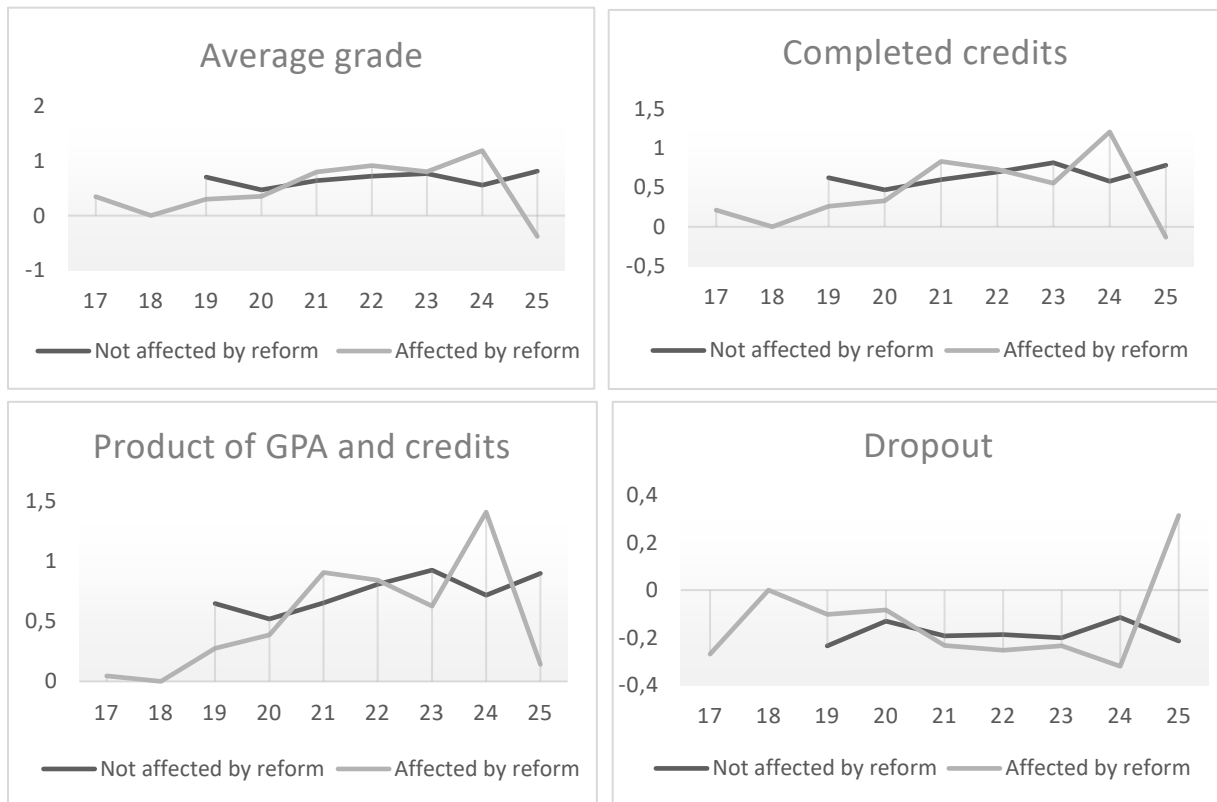 Average grade
2
1
0
-1
17 18 19 20 21 22 23 24 25
Not affected by reform Affected by reform
Completed credits
1,5
1
0,5
0
-0,5
17 18 19 20 21 22 23 24 25
Not affected by reform Affected by reform
Product of GPA and credits
1,5
1
0,5
0
17 18 19 20 21 22 23 24 25
Not affected by reform Affected by reform
Dropout
0,4
0,2
0
-0,2
-0,4
17 18 19 20 21 22 23 24 25
Not affected by reform Affected by reform